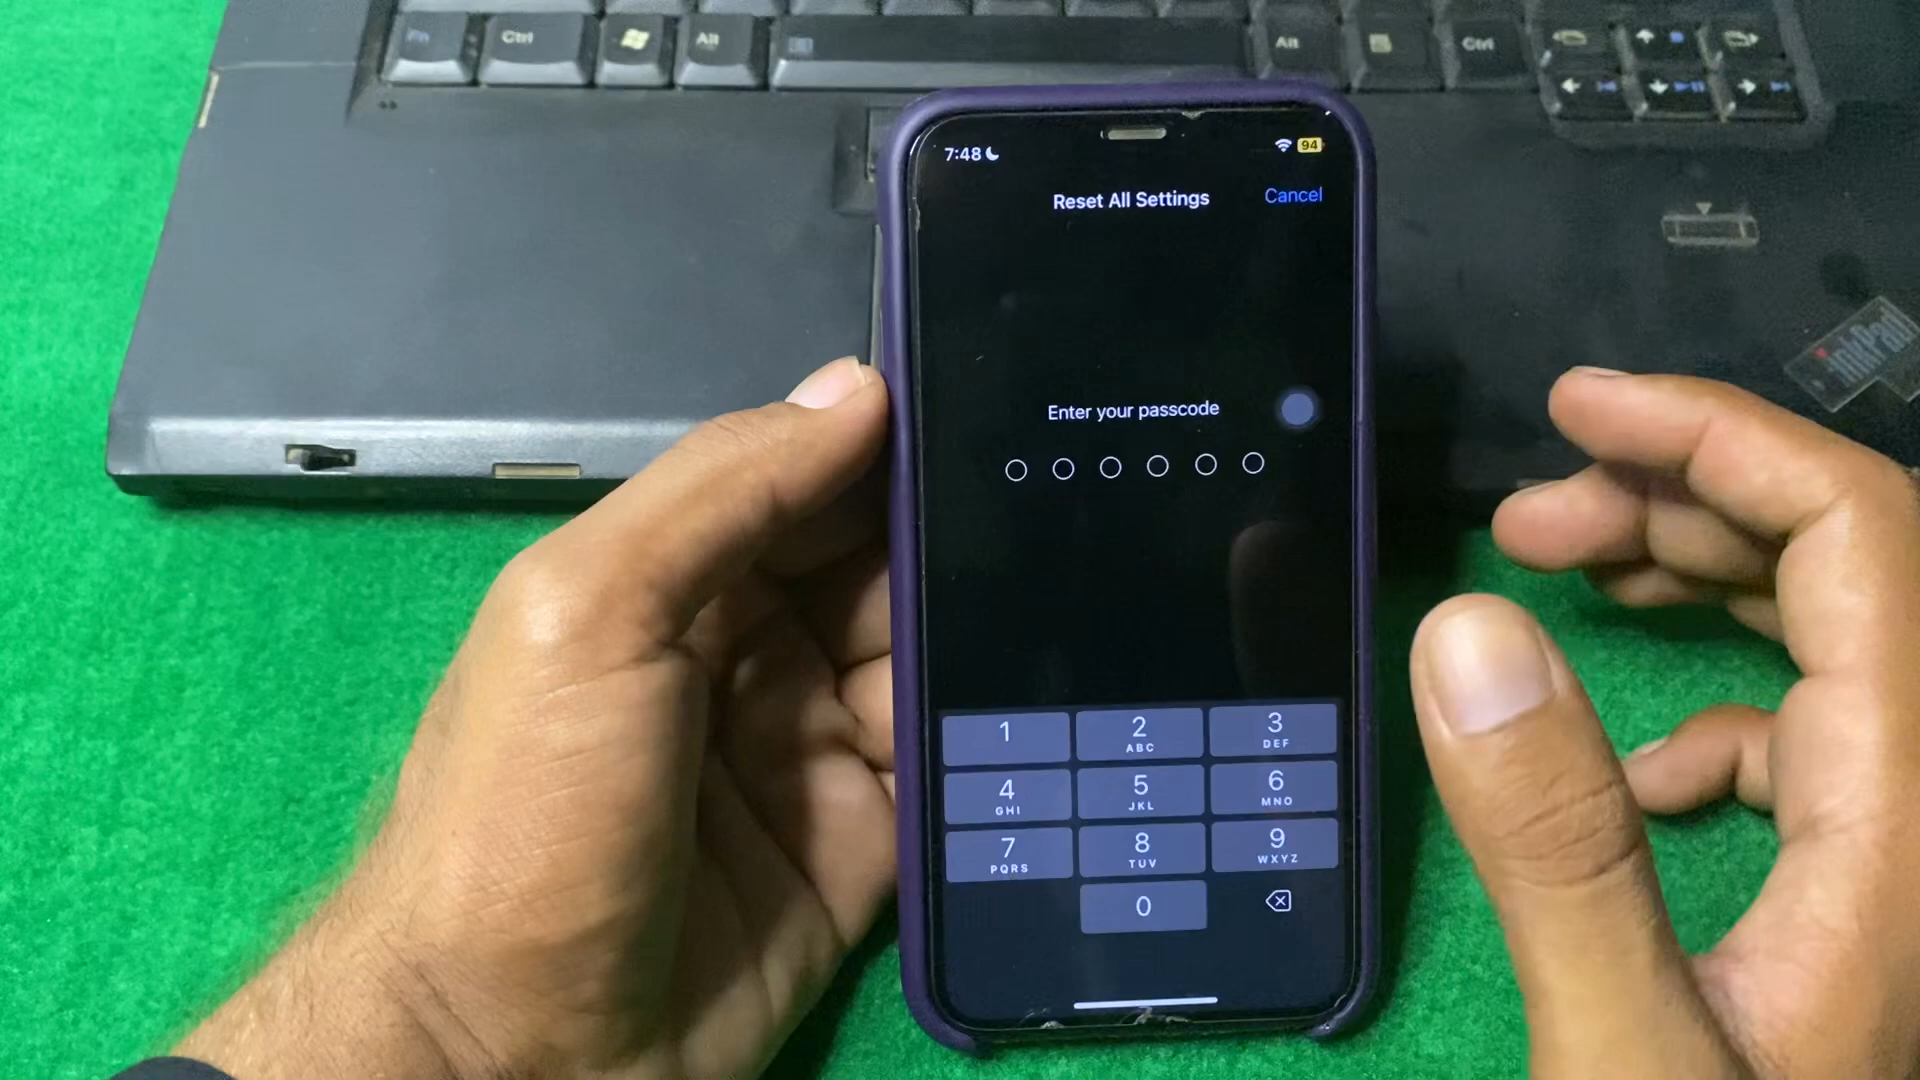 Fn Ctrl Alt Alt Ctrl
7:48 94
Reset All Settings Cancel
Enter your passcode
1 2 3
ABC DEF
4 5 6
GHI JKL MNO
7 8 9
PQRS TUV WXYZ
0